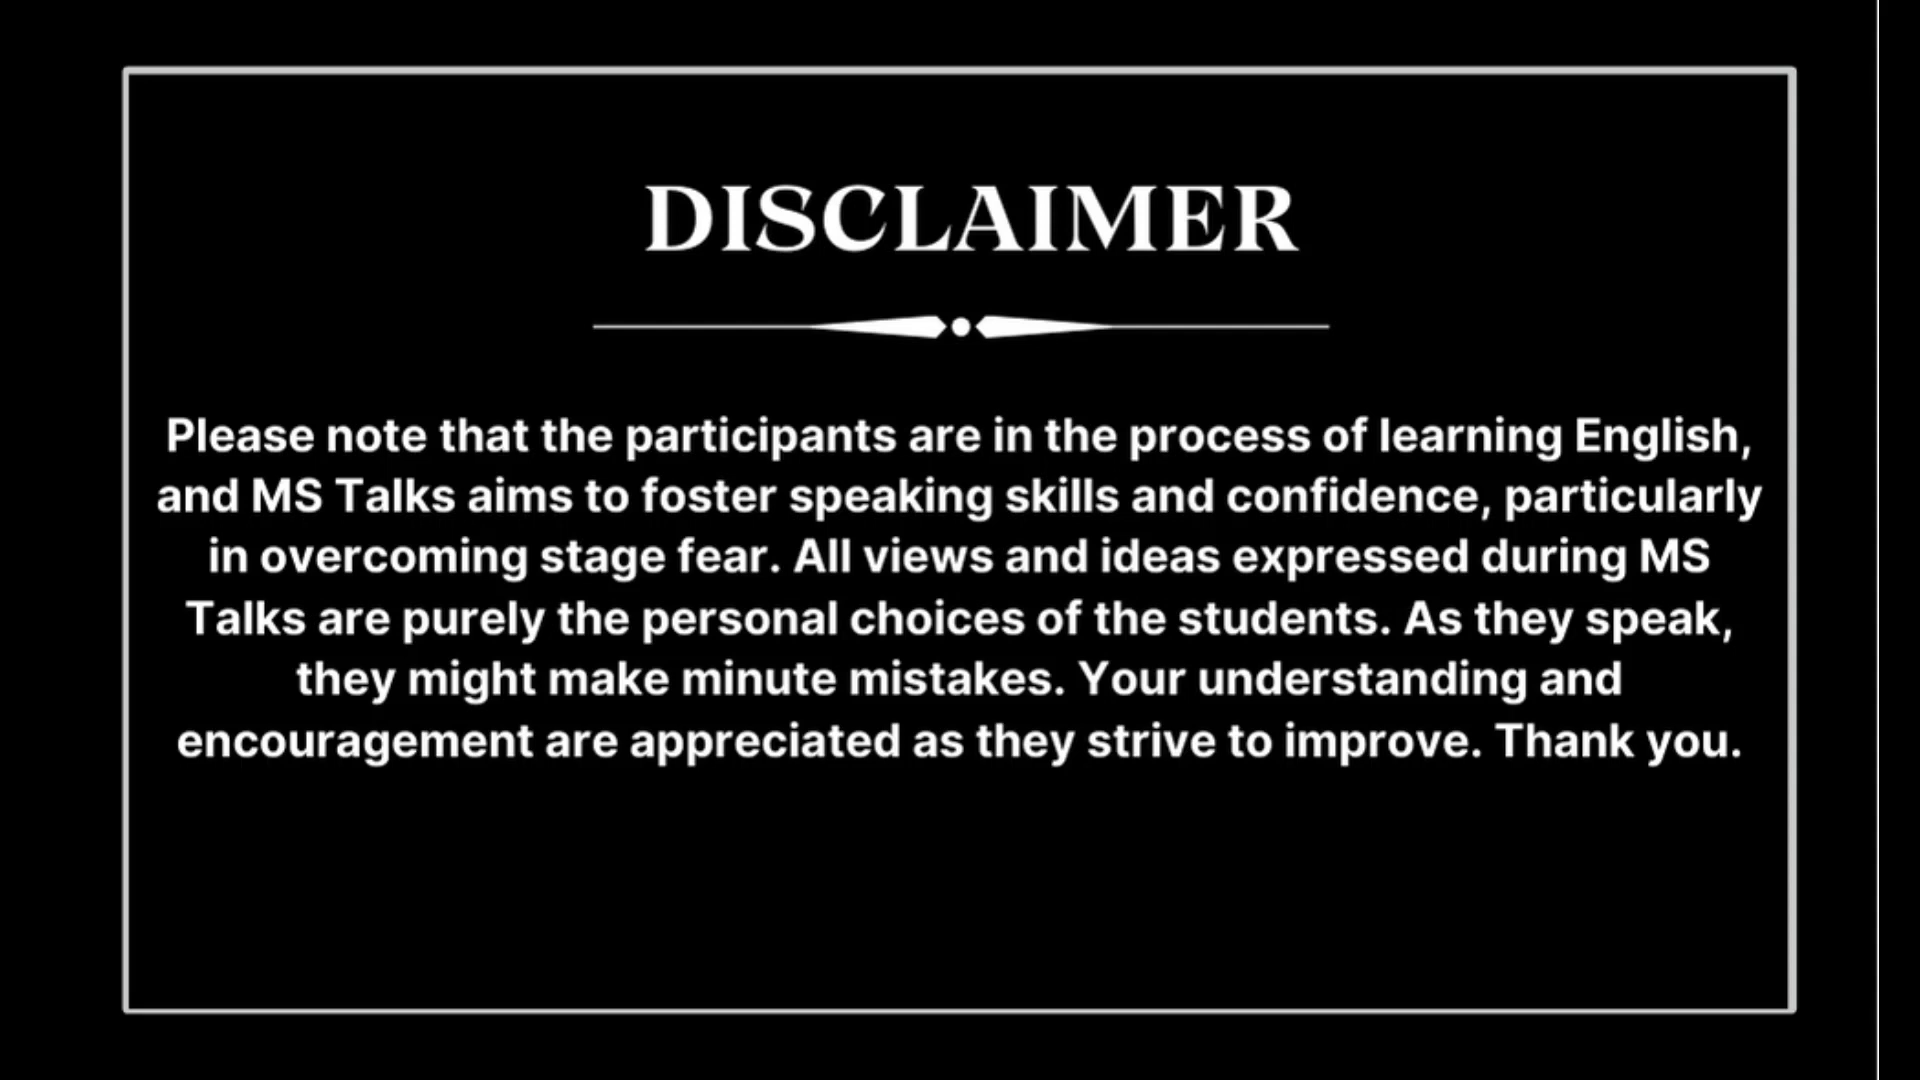 DISCLAIMER
Please note that the participants are in the process of learning English,
and MS Talks aims to foster speaking skills and confidence, particularly
in overcoming stage fear. All views and ideas expressed during MS
Talks are purely the personal choices of the students. As they speak,
they might make minute mistakes. Your understanding and
encouragement are appreciated as they strive to improve. Thank you.